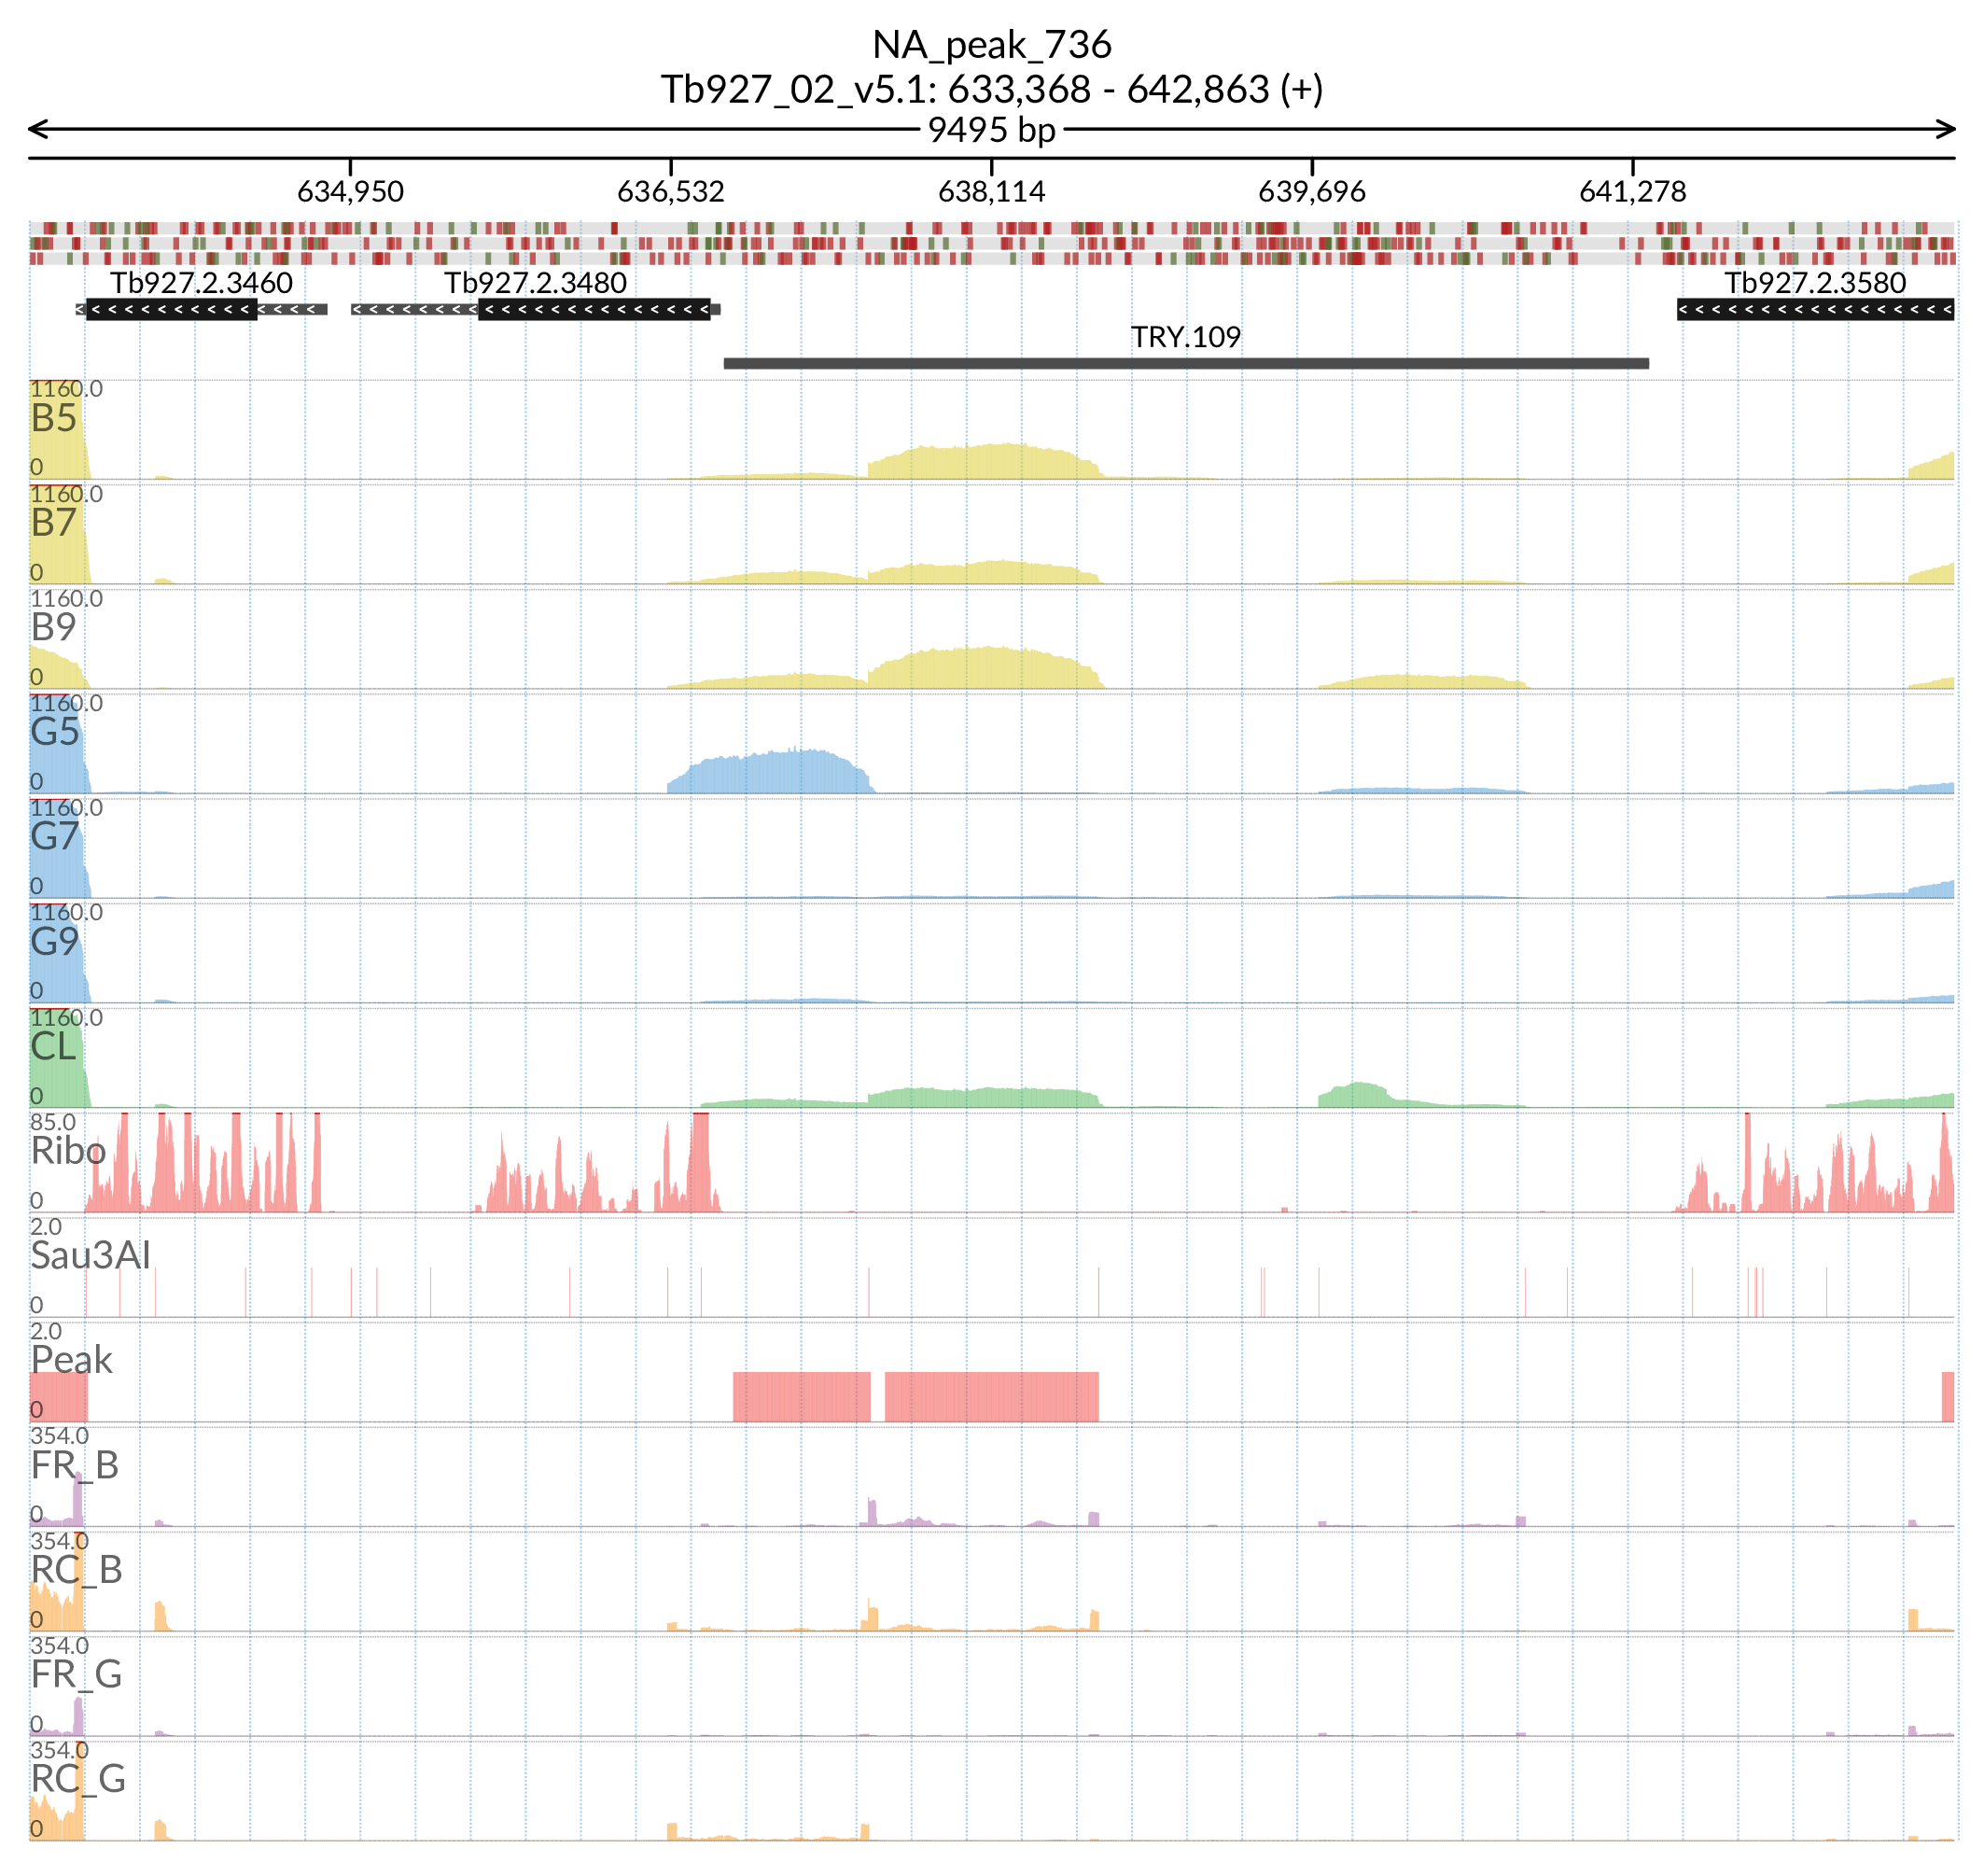 NA_peak_736
Tb927_02_v5.1: 633,368 - 642,863 (+)
9495 bp
634,950 636,532 638,114 639,696 641,278
Tb927.2.3460 Tb927.2.3480 Tb927.2.3580
TRY.109
1160.0
B5
0
1160.0
B7
0
1160.0
B9
0
1160.0
G5
0
1160.0
G7
0
1160.0
G9
0
1160.0
CL
0
85.0
Ribo
0
2.0
Sau3AI
0
2.0
Peak
0
354.0
FR_B
0
354.0
RC_B
0
354.0
FR_G
0
354.0
RC_G
0